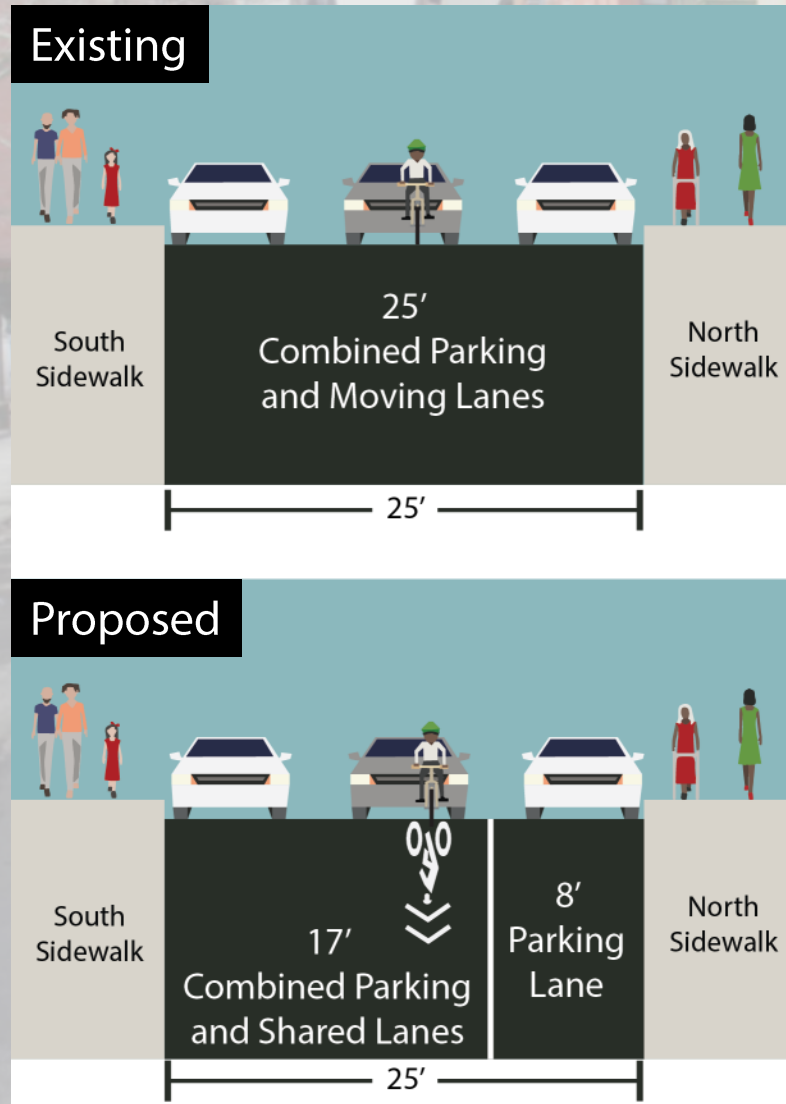 Existing
25’
Combined Parking
and Moving Lanes
South
Sidewalk
North
Sidewalk
25’
Proposed
17’
Combined Parking
and Shared Lanes
8’
Parking
Lane
South
Sidewalk
North
Sidewalk
25’